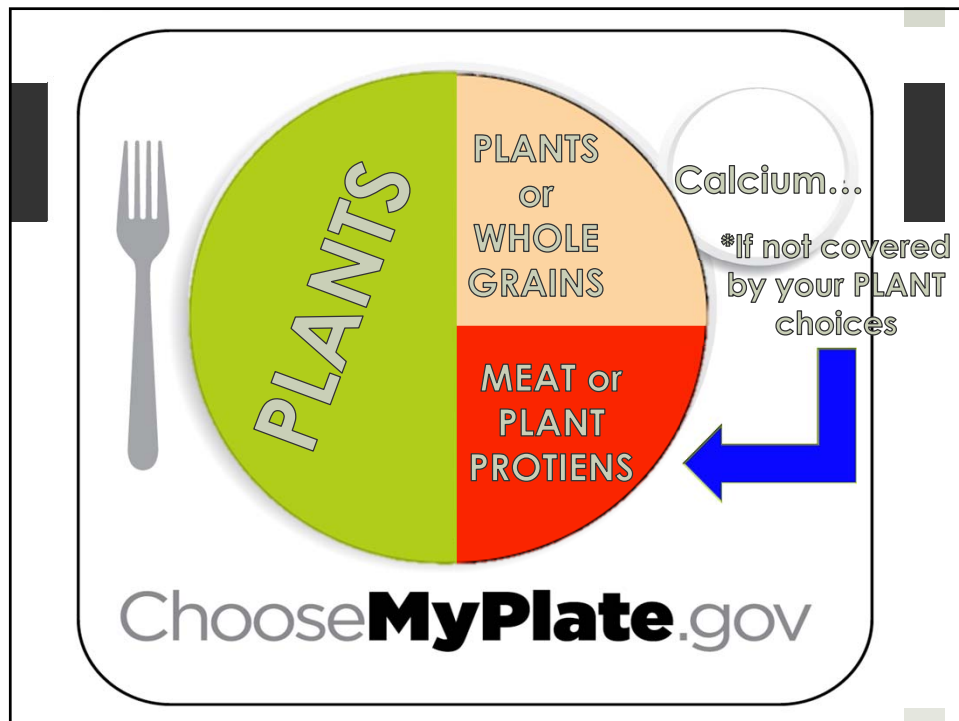 PLANTS
PLANTS
or
WHOLE
GRAINS
MEAT or
PLANT
PROTIENS
Calcium...
*If not covered
by your PLANT
choices
ChooseMyPlate.gov